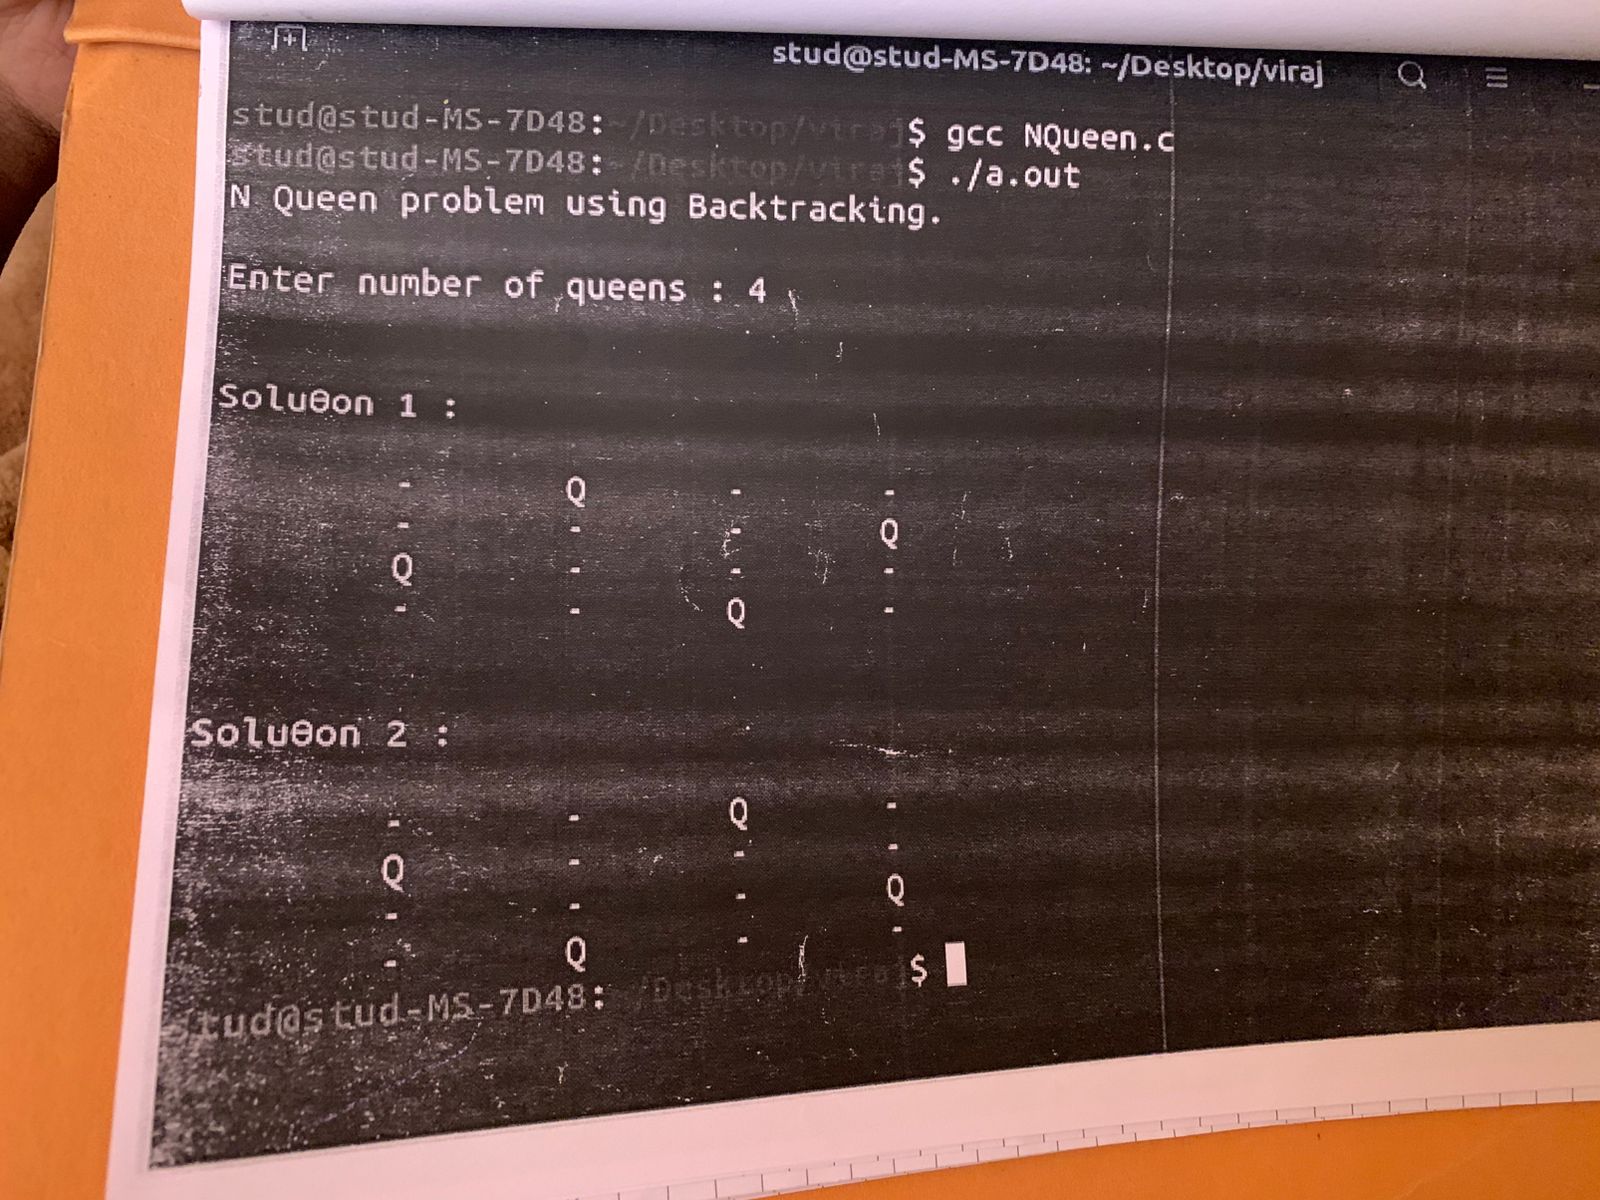 stud@stud-MS-7D48: ~/Desktop/viraj
stud@stud-MS-7D48:~/Desktop/viraj$ gcc NQueen.c
stud@stud-MS-7D48:~/Desktop/viraj$ ./a.out
N Queen problem using Backtracking.
Enter number of queens : 4
Soluθon 1 :
- Q - -
- - - Q
Q - - -
- - Q -
Soluθon 2 :
- - Q -
Q - - -
- - - Q
- Q - -
stud@stud-MS-7D48:~/Desktop/viraj$